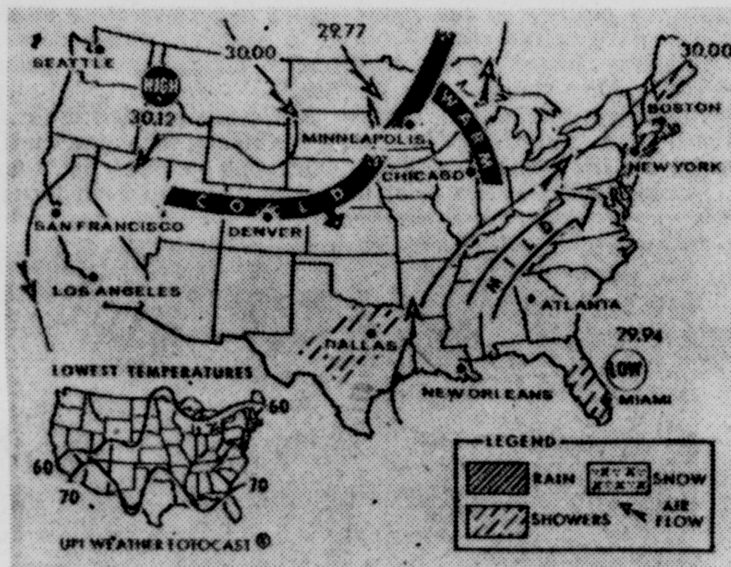 30.00
29.77
30.00
SEATTLE
HIGH
30.12
BOSTON
MINNEAPOLIS
WARM
NEW YORK
CHICAGO
COLD
SAN FRANCISCO
DENVER
MILD
LOS ANGELES
ATLANTA
DALLAS
29.94
LOW
LOWEST TEMPERATURES
NEW ORLEANS
MIAMI
60
60
70
70
LEGEND
RAIN
SNOW
SHOWERS
AIR
FLOW
UPI WEATHER FOTOCAST ®